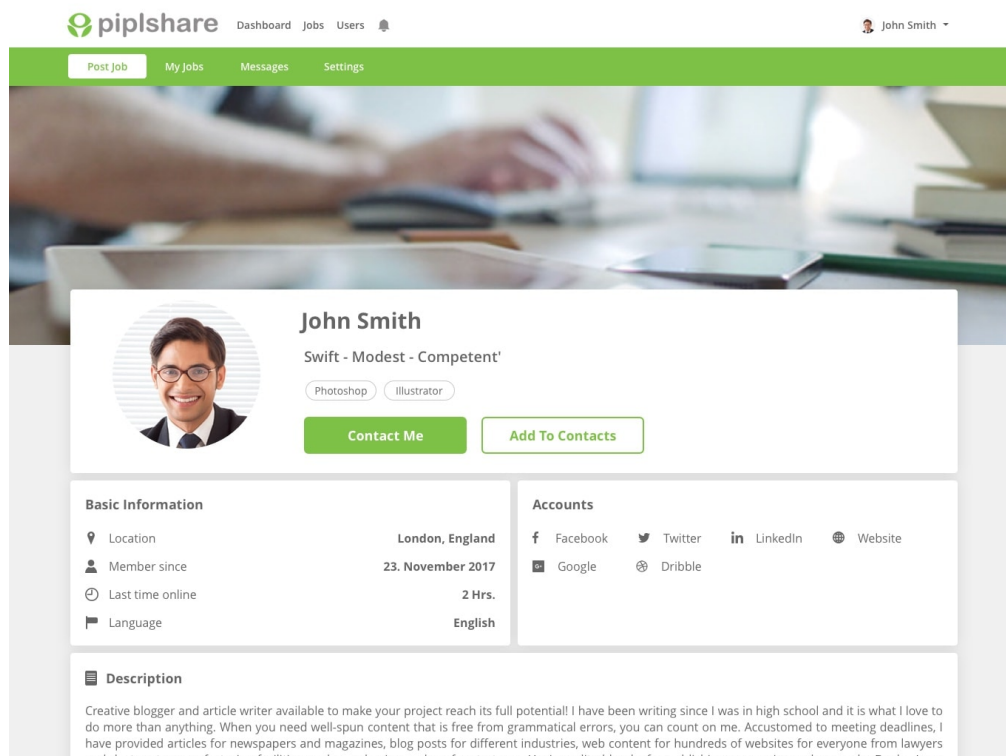 piplshare Dashboard Jobs Users John Smith
Post Job My Jobs Messages Settings
John Smith
Swift - Modest - Competent'
Photoshop Illustrator
Contact Me Add To Contacts
Basic Information
Location London, England
Member since 23. November 2017
Last time online 2 Hrs.
Language English
Accounts
Facebook Twitter in LinkedIn Website
G+ Google Dribble
Description
Creative blogger and article writer available to make your project reach its full potential! I have been writing since I was in high school and it is what I love to
do more than anything. When you need well-spun content that is free from grammatical errors, you can count on me. Accustomed to meeting deadlines, I
have provided articles for newspapers and magazines, blog posts for different industries, web content for hundreds of websites for everyone from lawyers